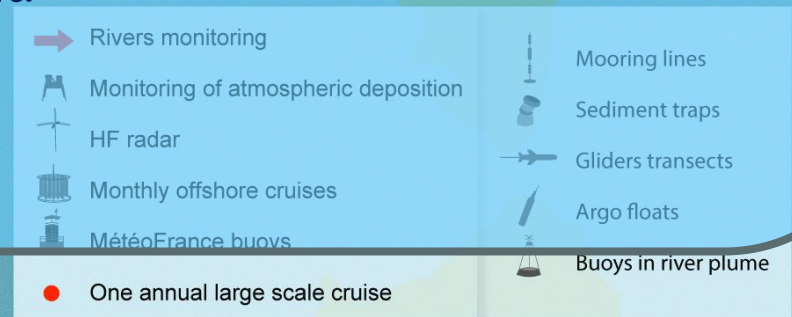 Rivers monitoring
Monitoring of atmospheric deposition
HF radar
Monthly offshore cruises
MétéoFrance buoys
One annual large scale cruise
Mooring lines
Sediment traps
Gliders transects
Argo floats
Buoys in river plume